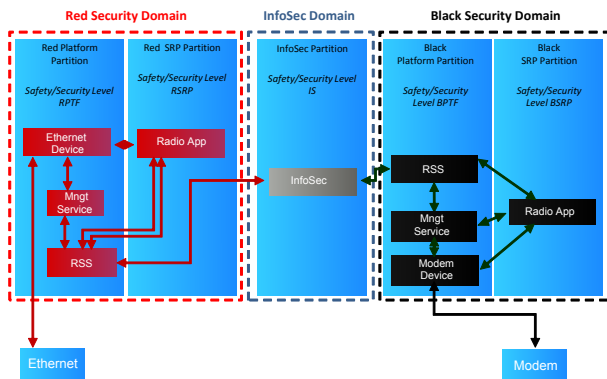 Red Security Domain
InfoSec Domain
Black Security Domain
Red Platform
Partition
Safety/Security Level
RPTF
Red SRP Partition
Safety/Security Level
RSRP
InfoSec Partition
Safety/Security Level
IS
Black
Platform Partition
Safety/Security
Level BPTF
Black
SRP Partition
Safety/Security
Level BSRP
Ethernet
Device
Radio App
Mngt
Service
RSS
InfoSec
RSS
Mngt
Service
Modem
Device
Radio App
Ethernet
Modem